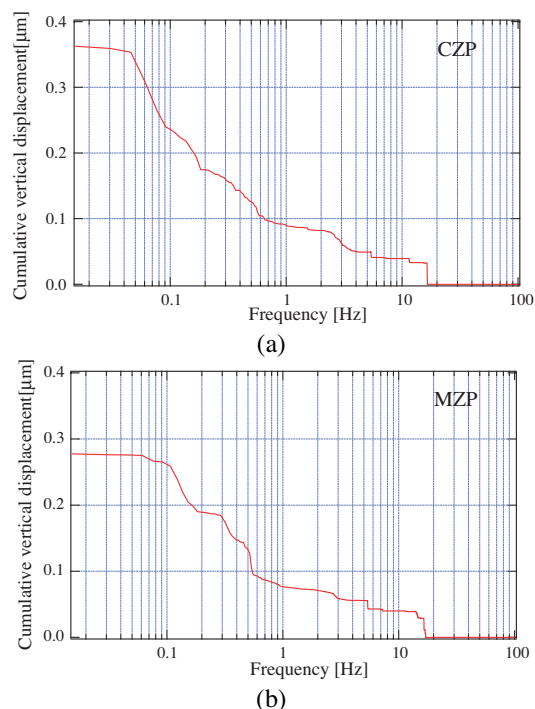 Cumulative vertical displacement[μm]
0.4
0.3
0.2
0.1
0.0
CZP
0.1
1
10
100
Frequency [Hz]
(a)
Cumulative vertical displacement[μm]
0.4
0.3
0.2
0.1
0.0
MZP
0.1
1
10
100
Frequency [Hz]
(b)